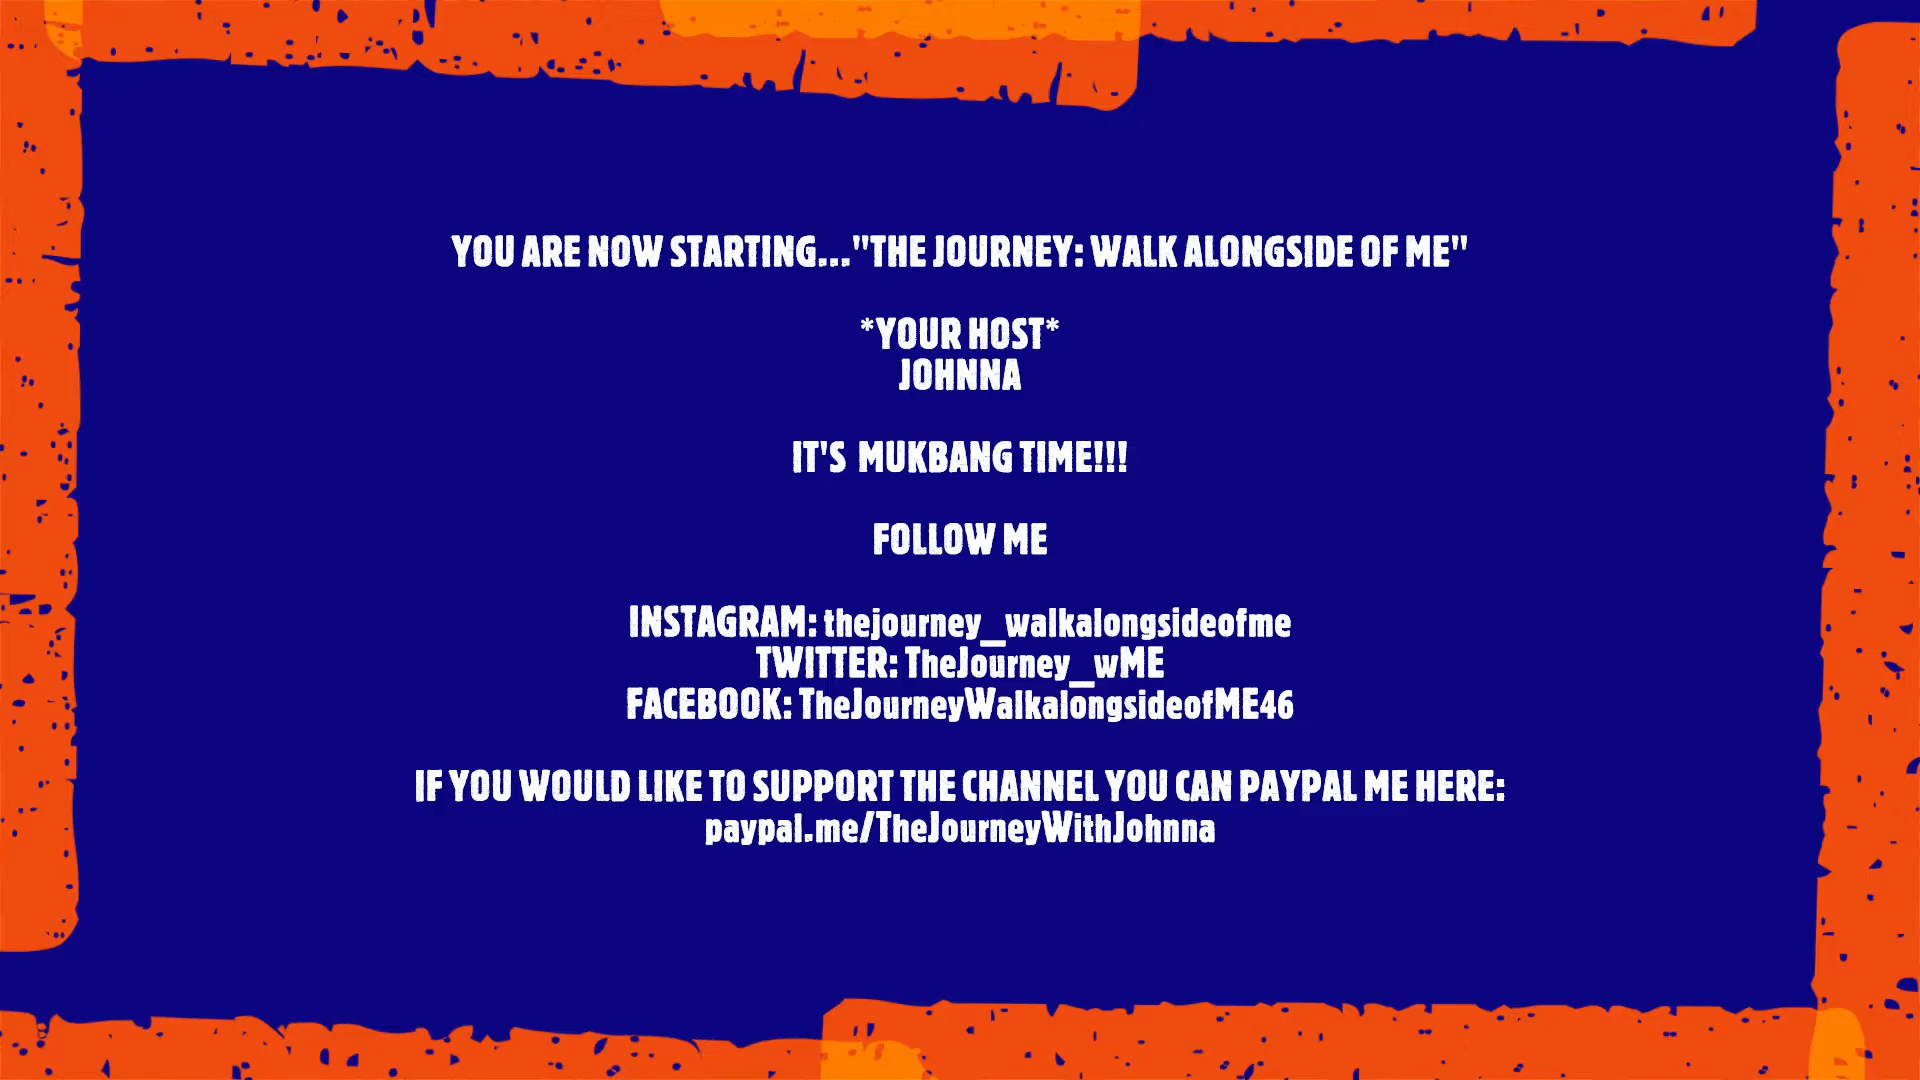 YOU ARE NOW STARTING..."THE JOURNEY: WALK ALONGSIDE OF ME"
*YOUR HOST*
JOHNNA
IT'S MUKBANG TIME!!!
FOLLOW ME
INSTAGRAM: thejourney_walkalongsideofme
TWITTER: TheJourney_wME
FACEBOOK: TheJourneyWalkalongsideofME46
IF YOU WOULD LIKE TO SUPPORT THE CHANNEL YOU CAN PAYPAL ME HERE:
paypal.me/TheJourneyWithJohnna